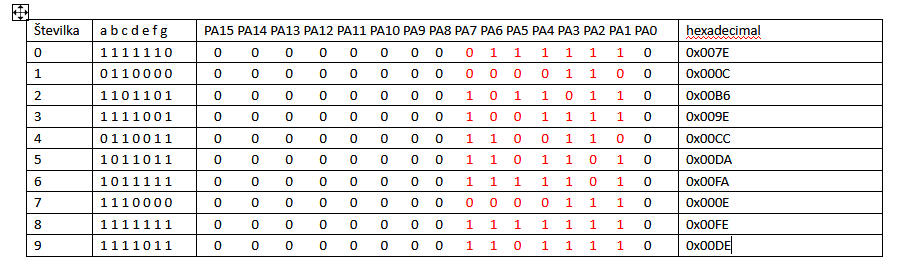 Številka a b c d e f g PA15 PA14 PA13 PA12 PA11 PA10 PA9 PA8 PA7 PA6 PA5 PA4 PA3 PA2 PA1 PA0 hexadecimal
0 1 1 1 1 1 1 0 0 0 0 0 0 0 0 0 0 1 1 1 1 1 1 0 0x007E
1 0 1 1 0 0 0 0 0 0 0 0 0 0 0 0 0 0 0 0 1 1 0 0 0x000C
2 1 1 0 1 1 0 1 0 0 0 0 0 0 0 0 1 0 1 1 0 1 1 0 0x00B6
3 1 1 1 1 0 0 1 0 0 0 0 0 0 0 0 1 0 0 1 1 1 1 0 0x009E
4 0 1 1 0 0 1 1 0 0 0 0 0 0 0 0 1 1 0 0 1 1 0 0 0x00CC
5 1 0 1 1 0 1 1 0 0 0 0 0 0 0 0 1 1 0 1 1 0 1 0 0x00DA
6 1 0 1 1 1 1 1 0 0 0 0 0 0 0 0 1 1 1 1 1 0 1 0 0x00FA
7 1 1 1 0 0 0 0 0 0 0 0 0 0 0 0 0 0 0 0 1 1 1 0 0x000E
8 1 1 1 1 1 1 1 0 0 0 0 0 0 0 0 1 1 1 1 1 1 1 0 0x00FE
9 1 1 1 1 0 1 1 0 0 0 0 0 0 0 0 1 1 0 1 1 1 1 0 0x00DE